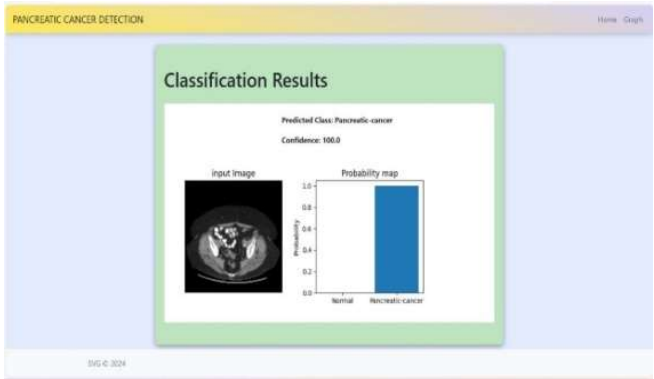 PANCREATIC CANCER DETECTION
Home Graph
Classification Results
Predicted Class: Pancreatic-cancer
Confidence: 100.0
input Image
Probability map
1.0
0.8
0.6
0.4
0.2
0.0
Probability
Normal Pancreatic-cancer
SVG © 2024